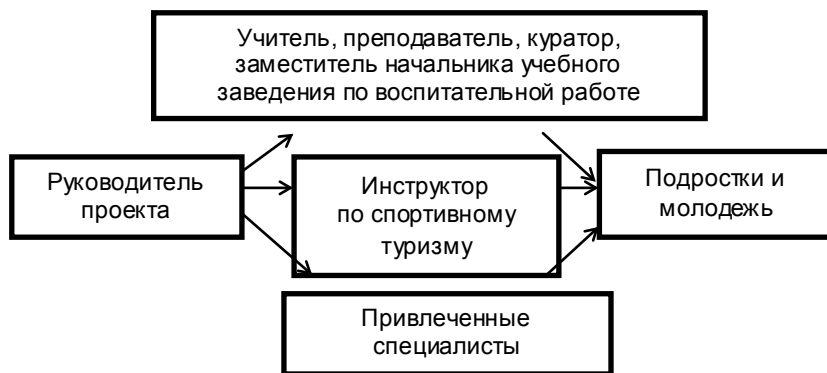 Учитель, преподаватель, куратор,
заместитель начальника учебного
заведения по воспитательной работе
Руководитель
проекта
Инструктор
по спортивному
туризму
Подростки и
молодежь
Привлеченные
специалисты